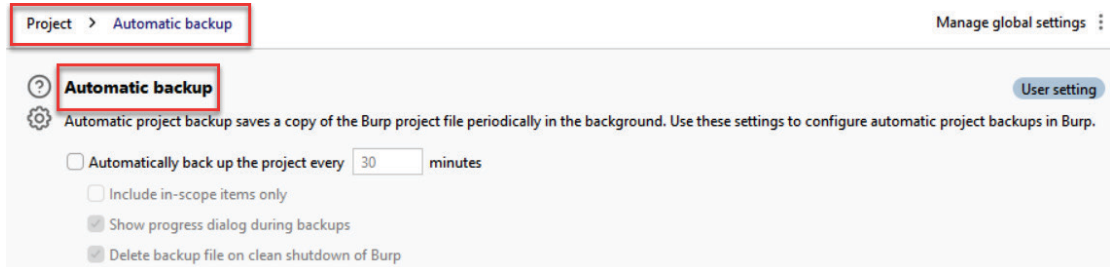 Project > Automatic backup
Manage global settings
Automatic backup
User setting
Automatic project backup saves a copy of the Burp project file periodically in the background. Use these settings to configure automatic project backups in Burp.
Automatically back up the project every 30 minutes
Include in-scope items only
Show progress dialog during backups
Delete backup file on clean shutdown of Burp